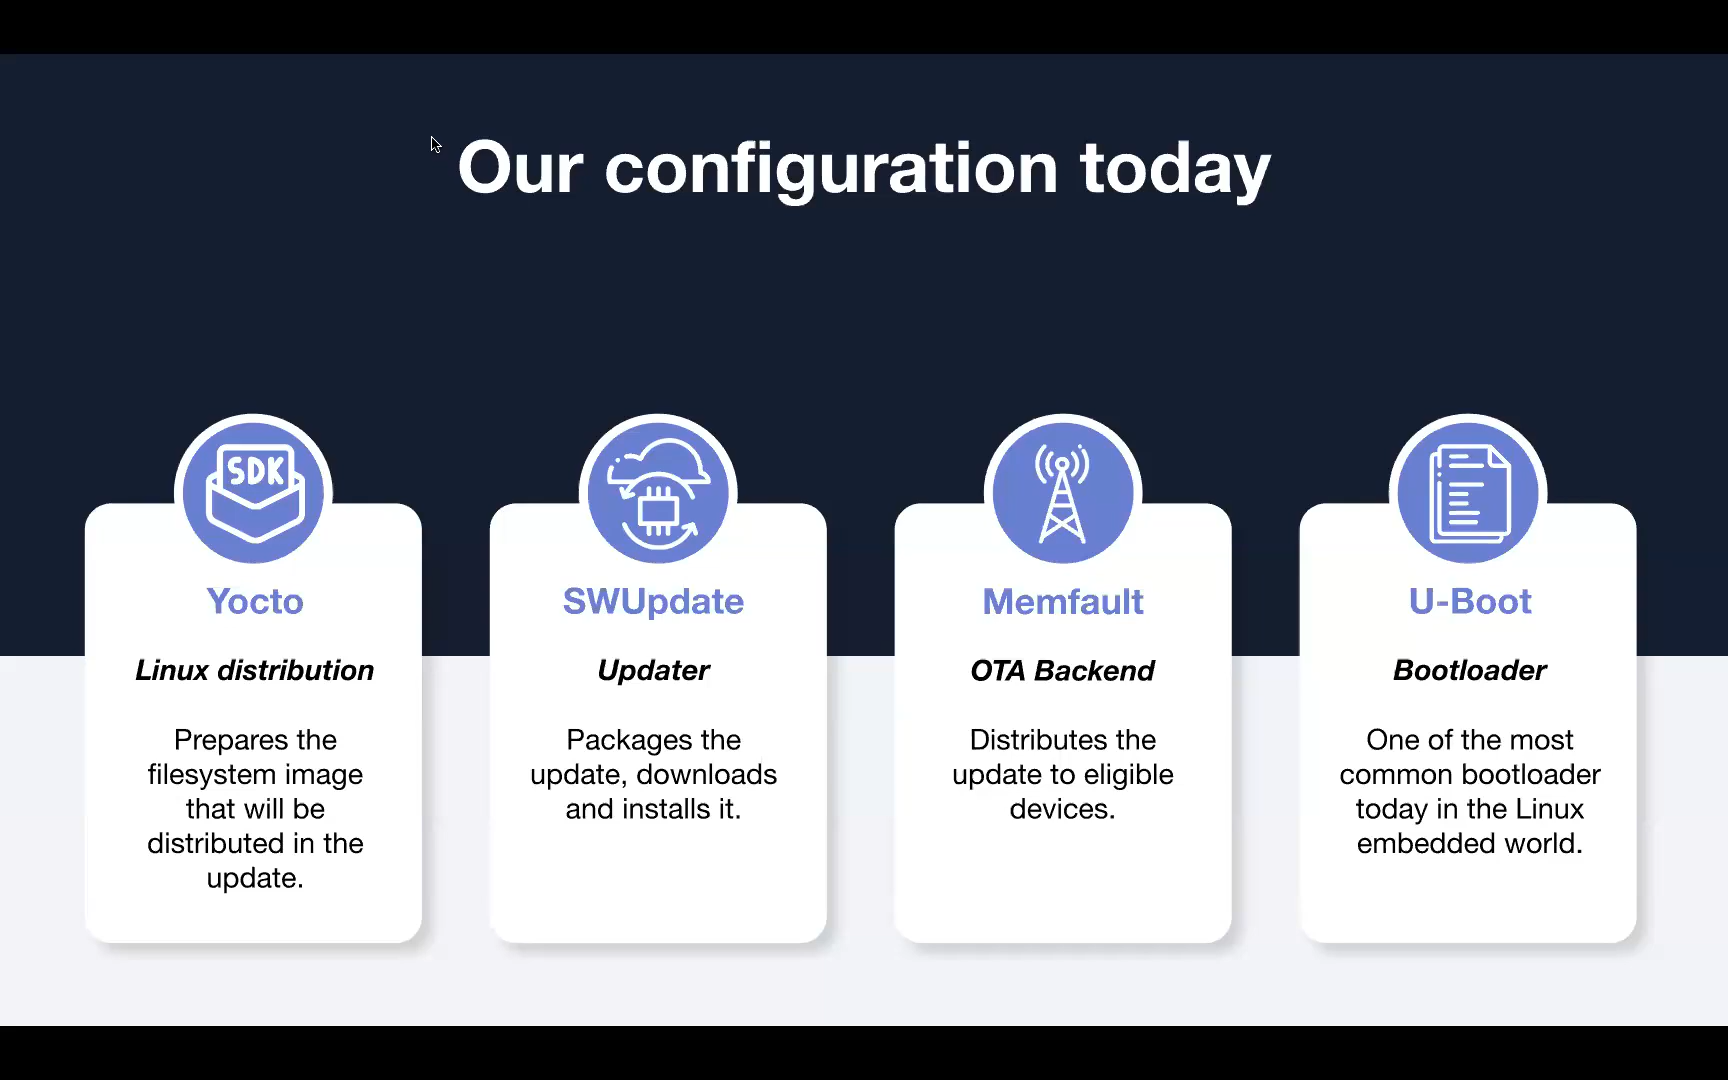 Our configuration today
SDK
Yocto
Linux distribution
Prepares the
filesystem image
that will be
distributed in the
update.
SWUpdate
Updater
Packages the
update, downloads
and installs it.
Memfault
OTA Backend
Distributes the
update to eligible
devices.
U-Boot
Bootloader
One of the most
common bootloader
today in the Linux
embedded world.